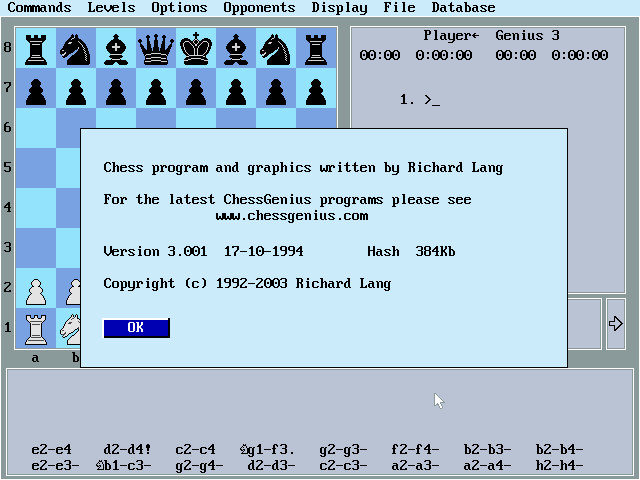 Commands Levels Options Opponents Display File Database
Player← Genius 3
00:00 0:00:00 00:00 0:00:00
1. >_
8
7
6
5
4
3
2
1
a b
Chess program and graphics written by Richard Lang
For the latest ChessGenius programs please see
www.chessgenius.com
Version 3.001 17-10-1994 Hash 384Kb
Copyright (c) 1992-2003 Richard Lang
OK
e2-e4 d2-d4! c2-c4 ♘g1-f3. g2-g3- f2-f4- b2-b3- b2-b4-
e2-e3- ♘b1-c3- g2-g4- d2-d3- c2-c3- a2-a3- a2-a4- h2-h4-